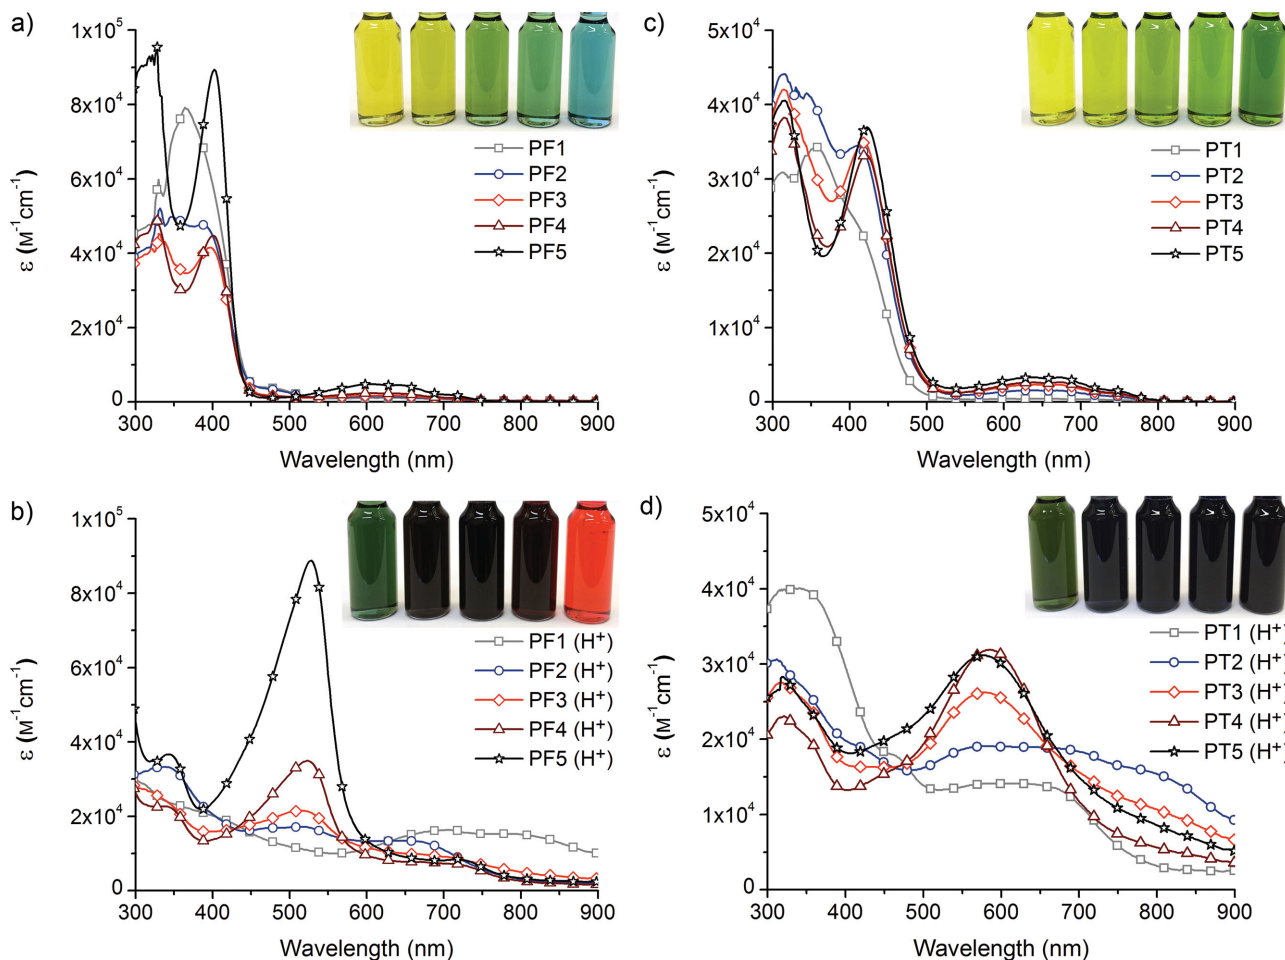 a)
1x10⁵
8x10⁴
6x10⁴
4x10⁴
2x10⁴
0
ε (M⁻¹cm⁻¹)
PF1
PF2
PF3
PF4
PF5
300 400 500 600 700 800 900
Wavelength (nm)
c)
5x10⁴
4x10⁴
3x10⁴
2x10⁴
1x10⁴
0
ε (M⁻¹cm⁻¹)
PT1
PT2
PT3
PT4
PT5
300 400 500 600 700 800 900
Wavelength (nm)
b)
1x10⁵
8x10⁴
6x10⁴
4x10⁴
2x10⁴
0
ε (M⁻¹cm⁻¹)
PF1 (H⁺)
PF2 (H⁺)
PF3 (H⁺)
PF4 (H⁺)
PF5 (H⁺)
300 400 500 600 700 800 900
Wavelength (nm)
d)
5x10⁴
4x10⁴
3x10⁴
2x10⁴
1x10⁴
0
ε (M⁻¹cm⁻¹)
PT1 (H⁺)
PT2 (H⁺)
PT3 (H⁺)
PT4 (H⁺)
PT5 (H⁺)
300 400 500 600 700 800 900
Wavelength (nm)